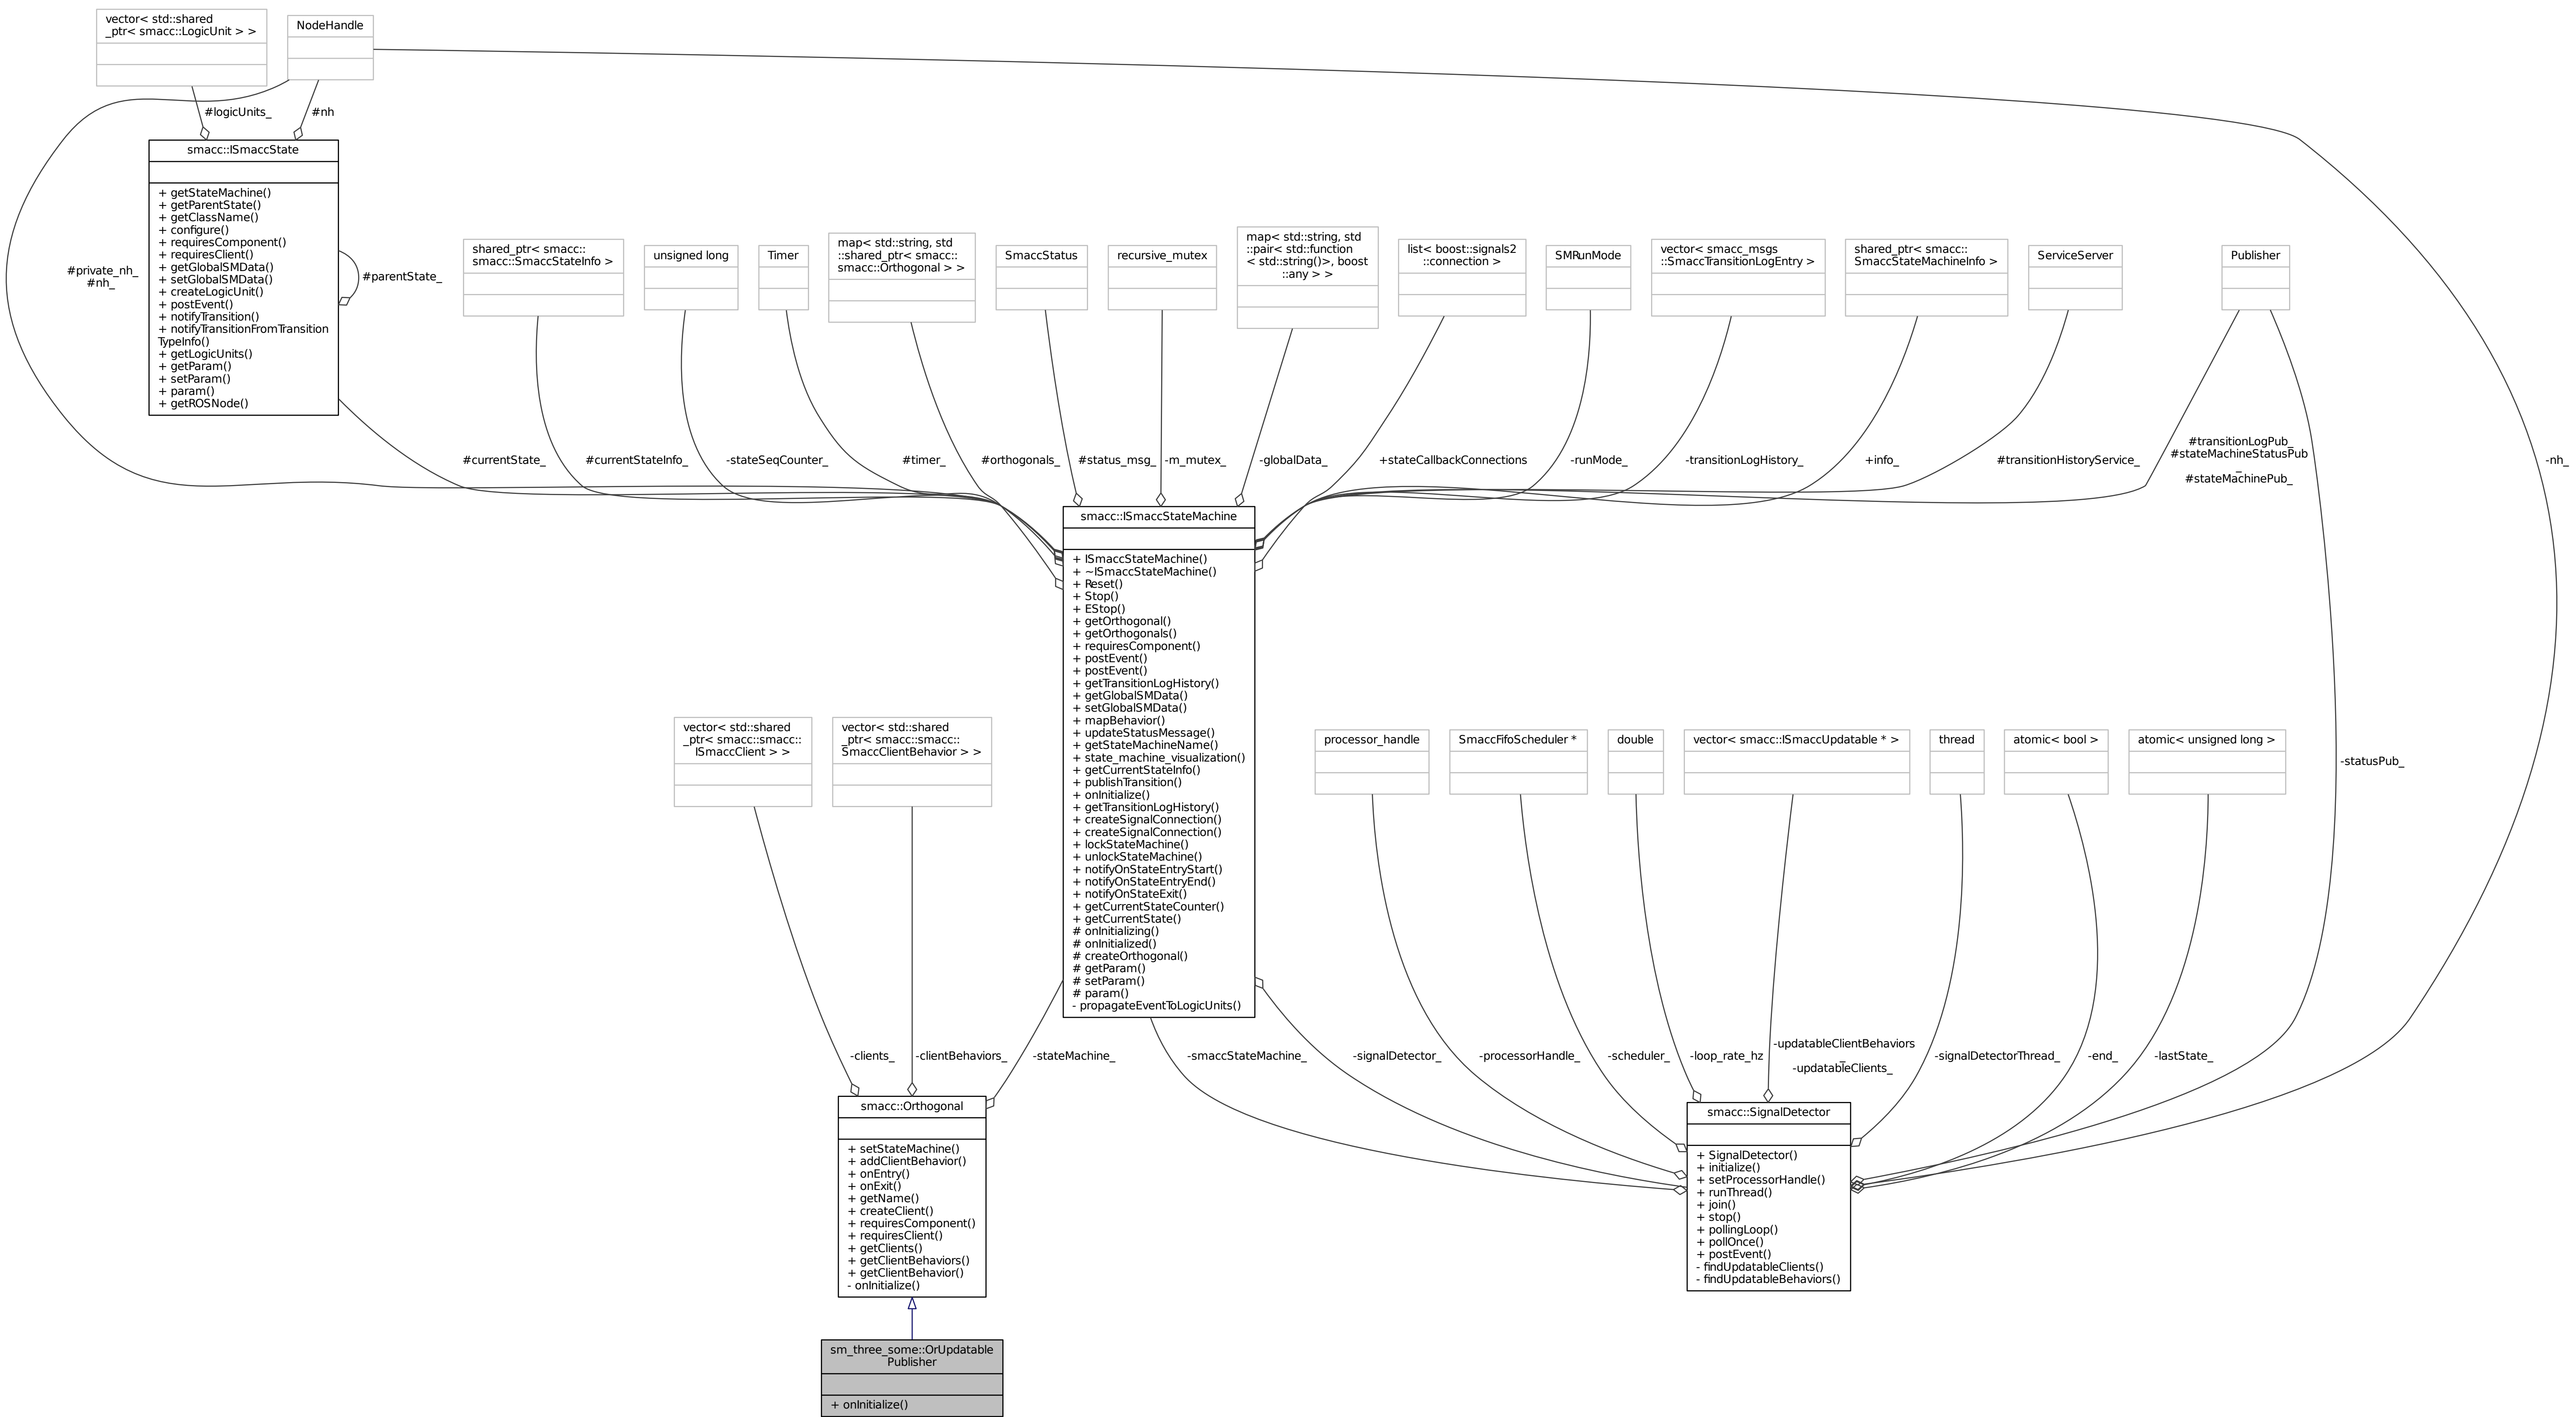 vector< std::shared
_ptr< smacc::LogicUnit > >
NodeHandle
#logicUnits_
#nh
smacc::ISmaccState
+ getStateMachine()
+ getParentState()
+ getClassName()
+ configure()
+ requiresComponent()
+ requiresClient()
+ getGlobalSMData()
+ setGlobalSMData()
+ createLogicUnit()
+ postEvent()
+ notifyTransition()
+ notifyTransitionFromTransition
TypeInfo()
+ getLogicUnits()
+ getParam()
+ setParam()
+ param()
+ getROSNode()
#private_nh_
#nh_
#parentState_
shared_ptr< smacc::
smacc::SmaccStateInfo >
unsigned long
Timer
map< std::string, std
::shared_ptr< smacc::
smacc::Orthogonal > >
SmaccStatus
recursive_mutex
map< std::string, std
::pair< std::function
< std::string()>, boost
::any > >
list< boost::signals2
::connection >
SMRunMode
vector< smacc_msgs
::SmaccTransitionLogEntry >
shared_ptr< smacc::
SmaccStateMachineInfo >
ServiceServer
Publisher
#currentState_
#currentStateInfo_
-stateSeqCounter_
#timer_
#orthogonals_
#status_msg_
-m_mutex_
-globalData_
+stateCallbackConnections
-runMode_
-transitionLogHistory_
+info_
#transitionHistoryService_
#transitionLogPub_
#stateMachineStatusPub
_
#stateMachinePub_
-nh_
smacc::ISmaccStateMachine
+ ISmaccStateMachine()
+ ~ISmaccStateMachine()
+ Reset()
+ Stop()
+ EStop()
+ getOrthogonal()
+ getOrthogonals()
+ requiresComponent()
+ postEvent()
+ postEvent()
+ getTransitionLogHistory()
+ getGlobalSMData()
+ setGlobalSMData()
+ mapBehavior()
+ updateStatusMessage()
+ getStateMachineName()
+ state_machine_visualization()
+ getCurrentStateInfo()
+ publishTransition()
+ onInitialize()
+ getTransitionLogHistory()
+ createSignalConnection()
+ createSignalConnection()
+ lockStateMachine()
+ unlockStateMachine()
+ notifyOnStateEntryStart()
+ notifyOnStateEntryEnd()
+ notifyOnStateExit()
+ getCurrentStateCounter()
+ getCurrentState()
# onInitializing()
# onInitialized()
# createOrthogonal()
# getParam()
# setParam()
# param()
- propagateEventToLogicUnits()
vector< std::shared
_ptr< smacc::smacc::
ISmaccClient > >
vector< std::shared
_ptr< smacc::smacc::
SmaccClientBehavior > >
processor_handle
SmaccFifoScheduler *
double
vector< smacc::ISmaccUpdatable * >
thread
atomic< bool >
atomic< unsigned long >
-statusPub_
-clients_
-clientBehaviors_
-stateMachine_
-smaccStateMachine_
-signalDetector_
-processorHandle_
-scheduler_
-loop_rate_hz
-updatableClientBehaviors
_
-updatableClients_
-signalDetectorThread_
-end_
-lastState_
smacc::Orthogonal
+ setStateMachine()
+ addClientBehavior()
+ onEntry()
+ onExit()
+ getName()
+ createClient()
+ requiresComponent()
+ requiresClient()
+ getClients()
+ getClientBehaviors()
+ getClientBehavior()
- onInitialize()
smacc::SignalDetector
+ SignalDetector()
+ initialize()
+ setProcessorHandle()
+ runThread()
+ join()
+ stop()
+ pollingLoop()
+ pollOnce()
+ postEvent()
- findUpdatableClients()
- findUpdatableBehaviors()
sm_three_some::OrUpdatable
Publisher
+ onInitialize()